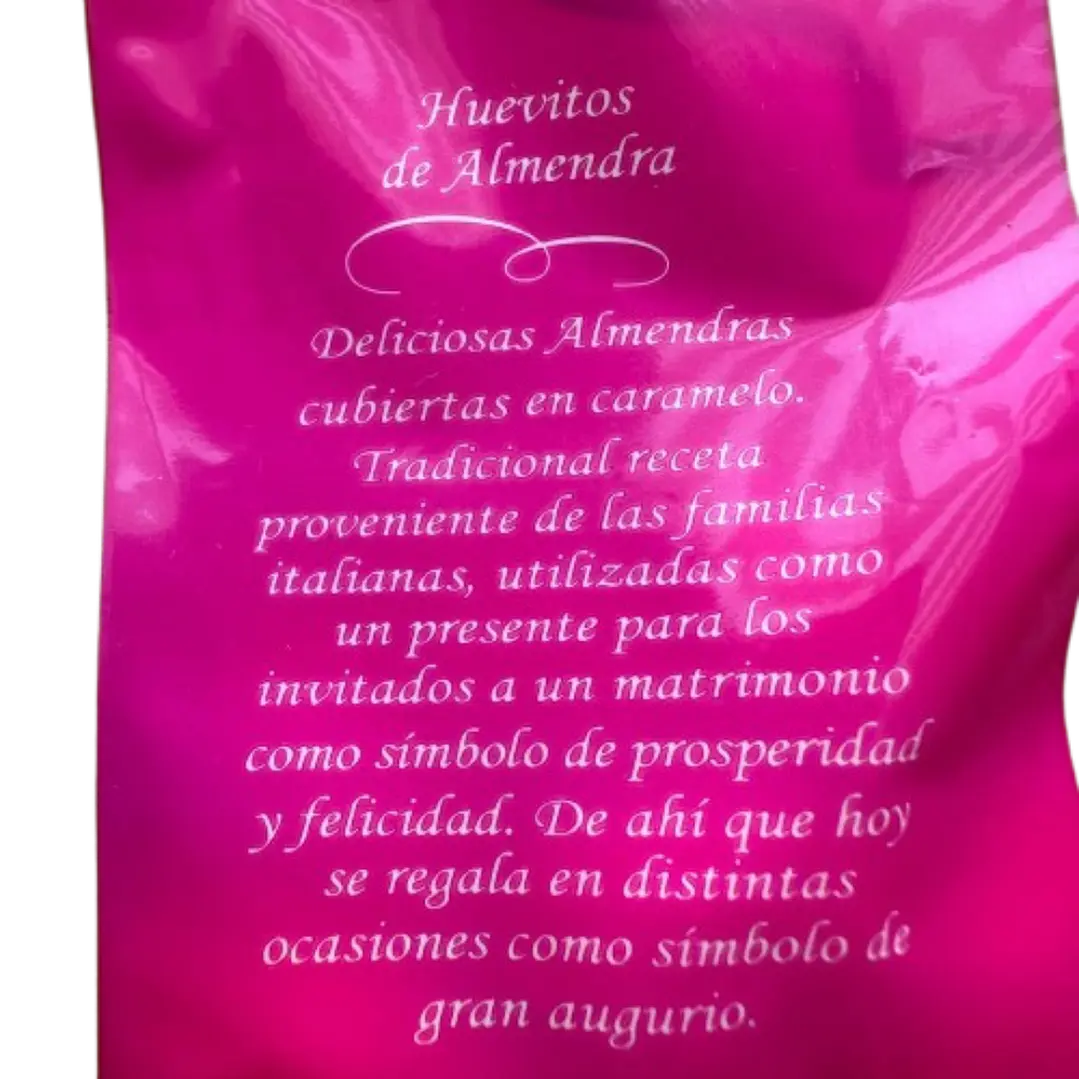 Huevitos
de Almendra
Deliciosas Almendras
cubiertas en caramelo.
Tradicional receta
proveniente de las familias
italianas, utilizadas como
un presente para los
invitados a un matrimonio
como símbolo de prosperidad
y felicidad. De ahí que hoy
se regala en distintas
ocasiones como símbolo de
gran augurio.